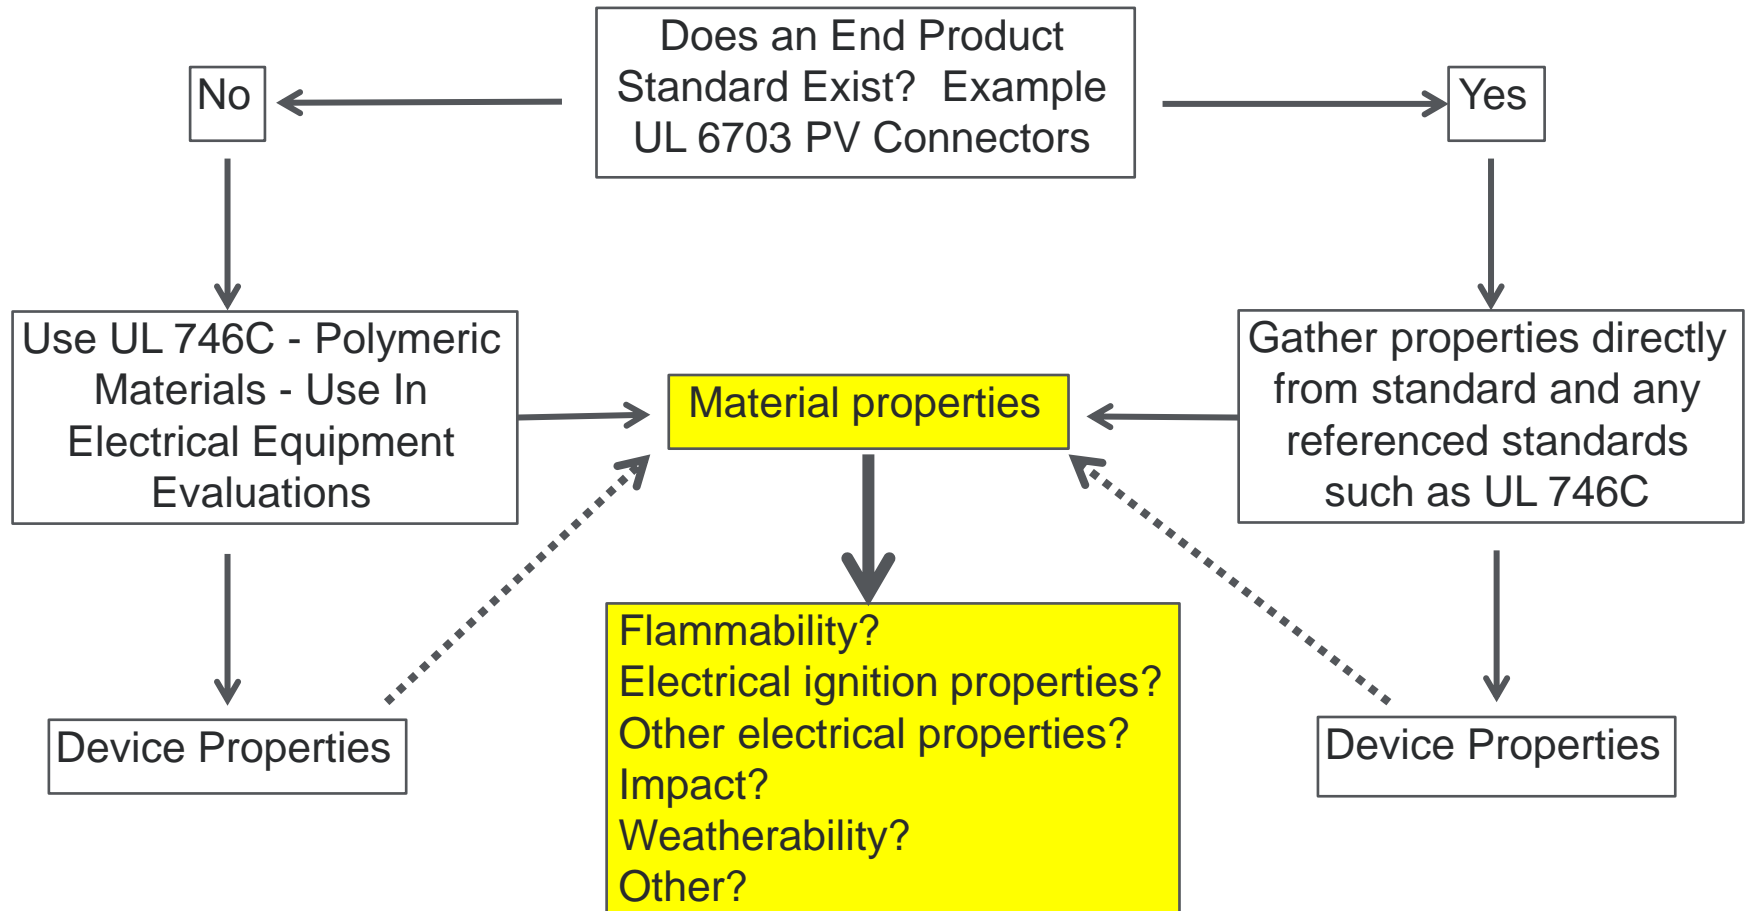 Does an End Product
Standard Exist?  Example
UL 6703 PV Connectors
No
Yes
Use UL 746C - Polymeric
Materials - Use In
Electrical Equipment
Evaluations
Material properties
Gather properties directly
from standard and any
referenced standards
such as UL 746C
Flammability?
Electrical ignition properties?
Other electrical properties?
Impact?
Weatherability?
Other?
Device Properties
Device Properties